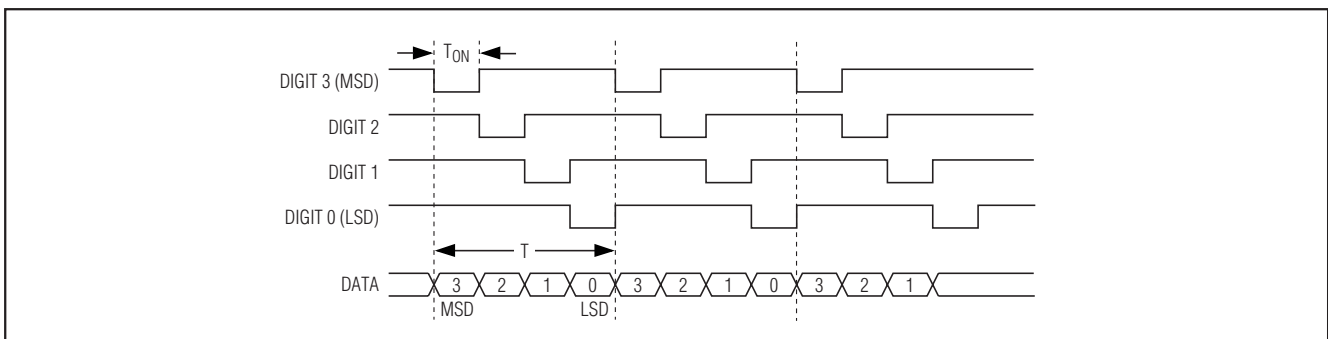 TON
DIGIT 3 (MSD)
DIGIT 2
DIGIT 1
DIGIT 0 (LSD)
T
DATA
3 2 1 0 3 2 1 0 3 2 1
MSD LSD